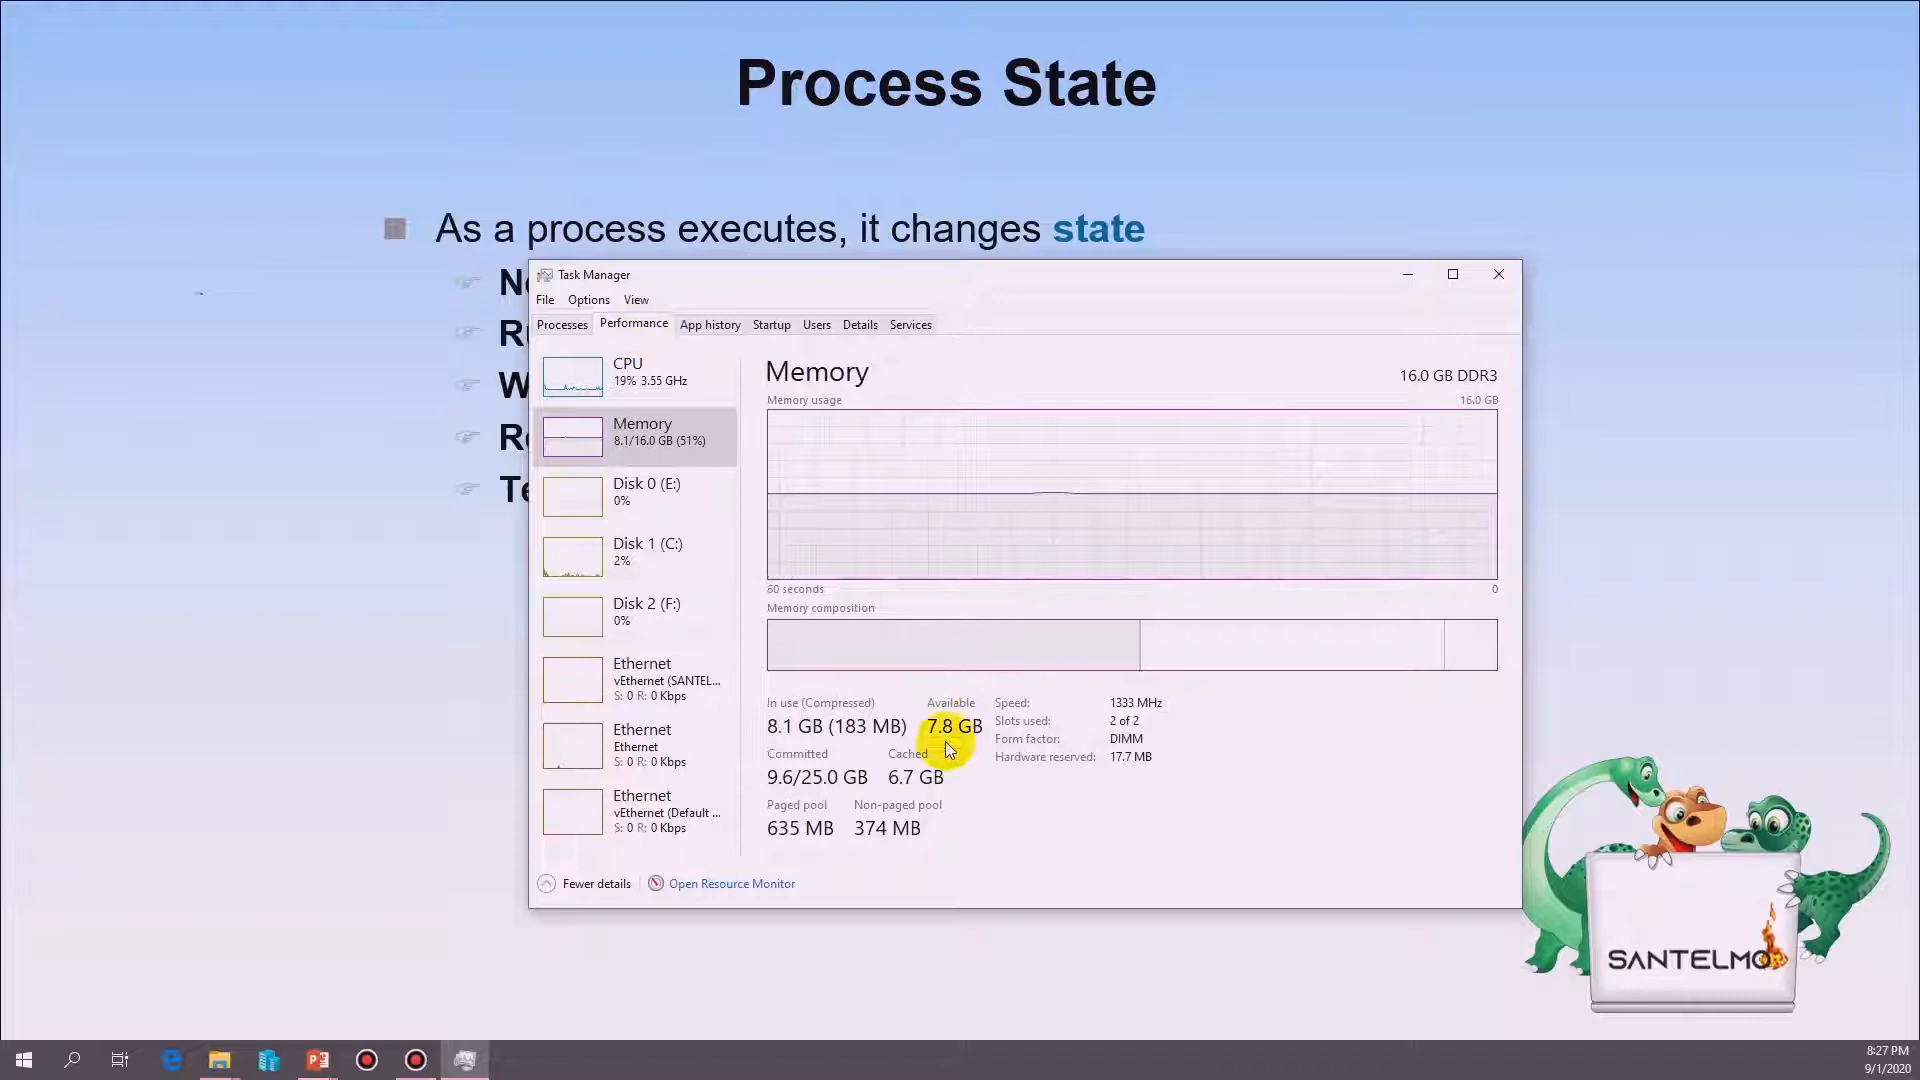 Process State
As a process executes, it changes state
Task Manager
File Options View
Processes Performance App history Startup Users Details Services
CPU
19% 3.55 GHz
Memory
8.1/16.0 GB (51%)
Disk 0 (E:)
0%
Disk 1 (C:)
2%
Disk 2 (F:)
0%
Ethernet
vEthernet (SANTEL...
S: 0 R: 0 Kbps
Ethernet
Ethernet
S: 0 R: 0 Kbps
Ethernet
vEthernet (Default ...
S: 0 R: 0 Kbps
Memory 16.0 GB DDR3
Memory usage 16.0 GB
60 seconds 0
Memory composition
In use (Compressed) Available
8.1 GB (183 MB) 7.8 GB
Committed Cached
9.6/25.0 GB 6.7 GB
Paged pool Non-paged pool
635 MB 374 MB
Speed: 1333 MHz
Slots used: 2 of 2
Form factor: DIMM
Hardware reserved: 17.7 MB
Fewer details Open Resource Monitor
SANTELMO
8:27 PM
9/1/2020